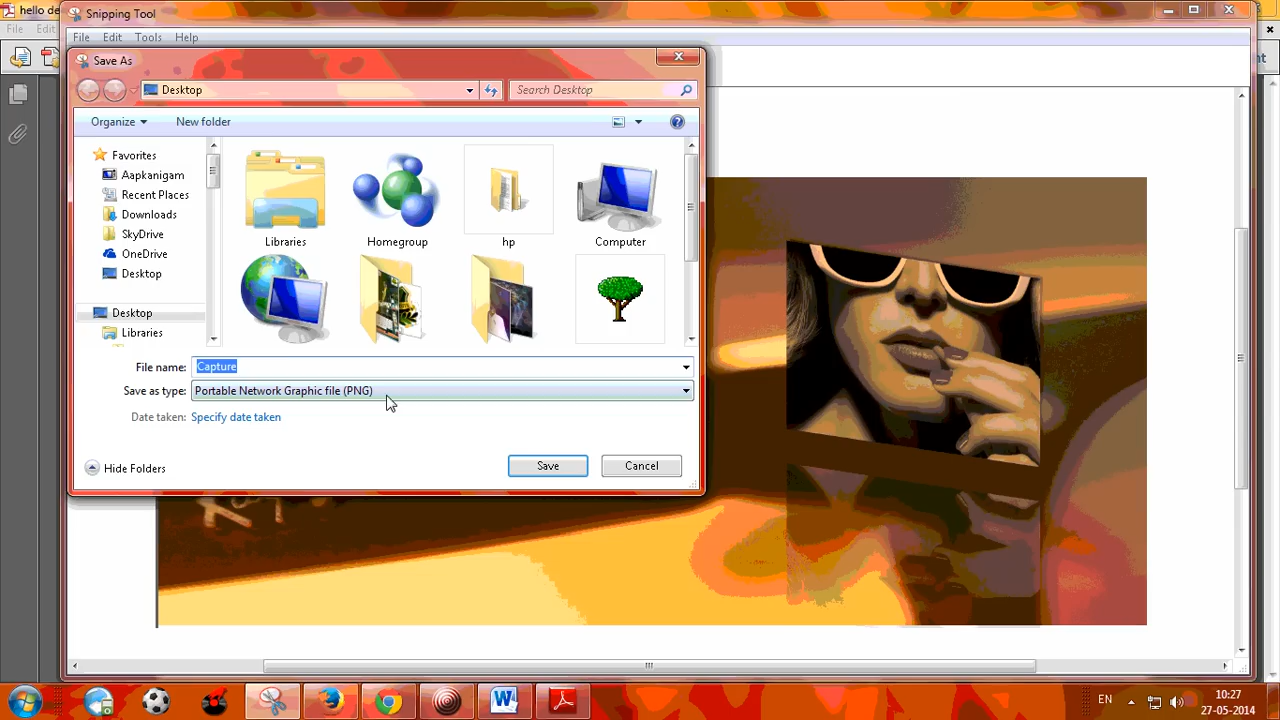 hello de
Snipping Tool
File
Edit
File Edit Tools Help
Save As
Desktop
Search Desktop
Organize
New folder
Favorites
Aapkanigam
Recent Places
Downloads
SkyDrive
OneDrive
Desktop
Desktop
Libraries
Libraries
Homegroup
hp
Computer
File name: Capture
Save as type: Portable Network Graphic file (PNG)
Date taken: Specify date taken
Hide Folders
Save
Cancel
EN
10:27
27-05-2014